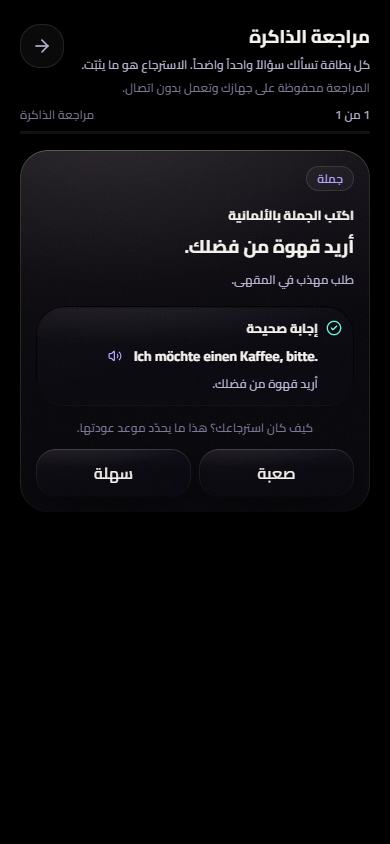 مراجعة الذاكرة
كل بطاقة تسألك سؤالاً واحداً واضحاً. الاسترجاع هو ما يثبّت.
المراجعة محفوظة على جهازك وتعمل بدون اتصال.
1 من 1
مراجعة الذاكرة
جملة
اكتب الجملة بالألمانية
أريد قهوة من فضلك.
طلب مهذب في المقهى.
إجابة صحيحة
Ich möchte einen Kaffee, bitte.
أريد قهوة من فضلك.
كيف كان استرجاعك؟ هذا ما يحدّد موعد عودتها.
صعبة
سهلة